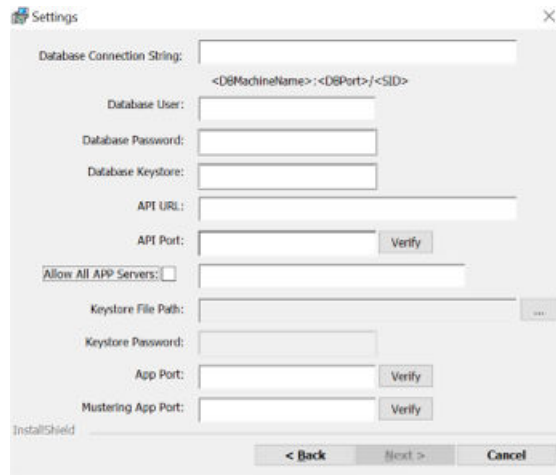 Settings
Database Connection String:
<DBMachineName>:<DBPort>/<SID>
Database User:
Database Password:
Database Keystore:
API URL:
API Port:
Verify
Allow All APP Servers:
Keystore File Path:
...
Keystore Password:
App Port:
Verify
Mustering App Port:
Verify
InstallShield
< Back
Next >
Cancel